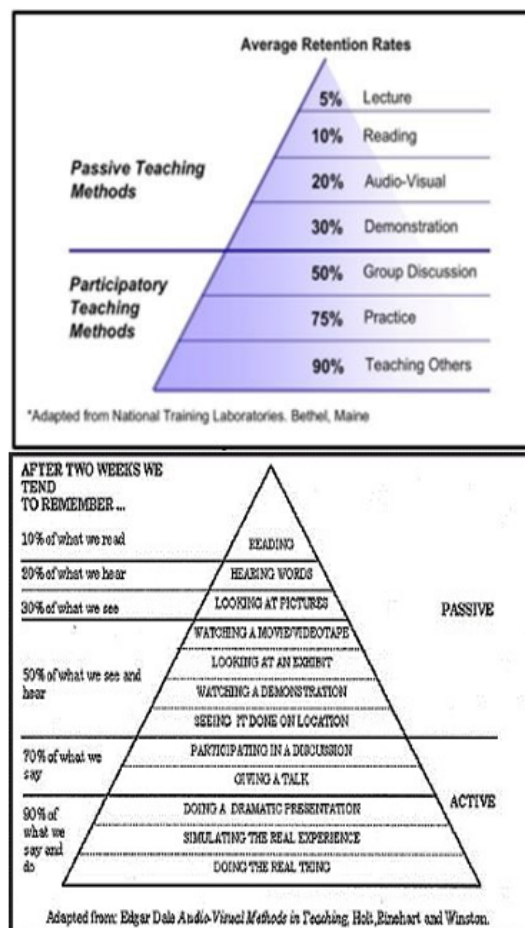 Average Retention Rates
5% Lecture
10% Reading
Passive Teaching
Methods
20% Audio-Visual
30% Demonstration
Participatory
Teaching
Methods
50% Group Discussion
75% Practice
90% Teaching Others
*Adapted from National Training Laboratories. Bethel, Maine
AFTER TWO WEEKS WE
TEND
TO REMEMBER ...
10% of what we read
READING
20% of what we hear
HEARING WORDS
30% of what we see
LOOKING AT PICTURES
PASSIVE
WATCHING A MOVIE/VIDEOTAPE
50% of what we see and
hear
LOOKING AT AN EXHIBIT
WATCHING A DEMONSTRATION
SEEING IT DONE ON LOCATION
70% of what we
say
PARTICIPATING IN A DISCUSSION
GIVING A TALK
ACTIVE
90% of
what we
say and
do
DOING A DRAMATIC PRESENTATION
SIMULATING THE REAL EXPERIENCE
DOING THE REAL THING
Adapted from: Edgar Dale Audio-Visual Methods in Teaching, Holt, Rinehart and Winston.